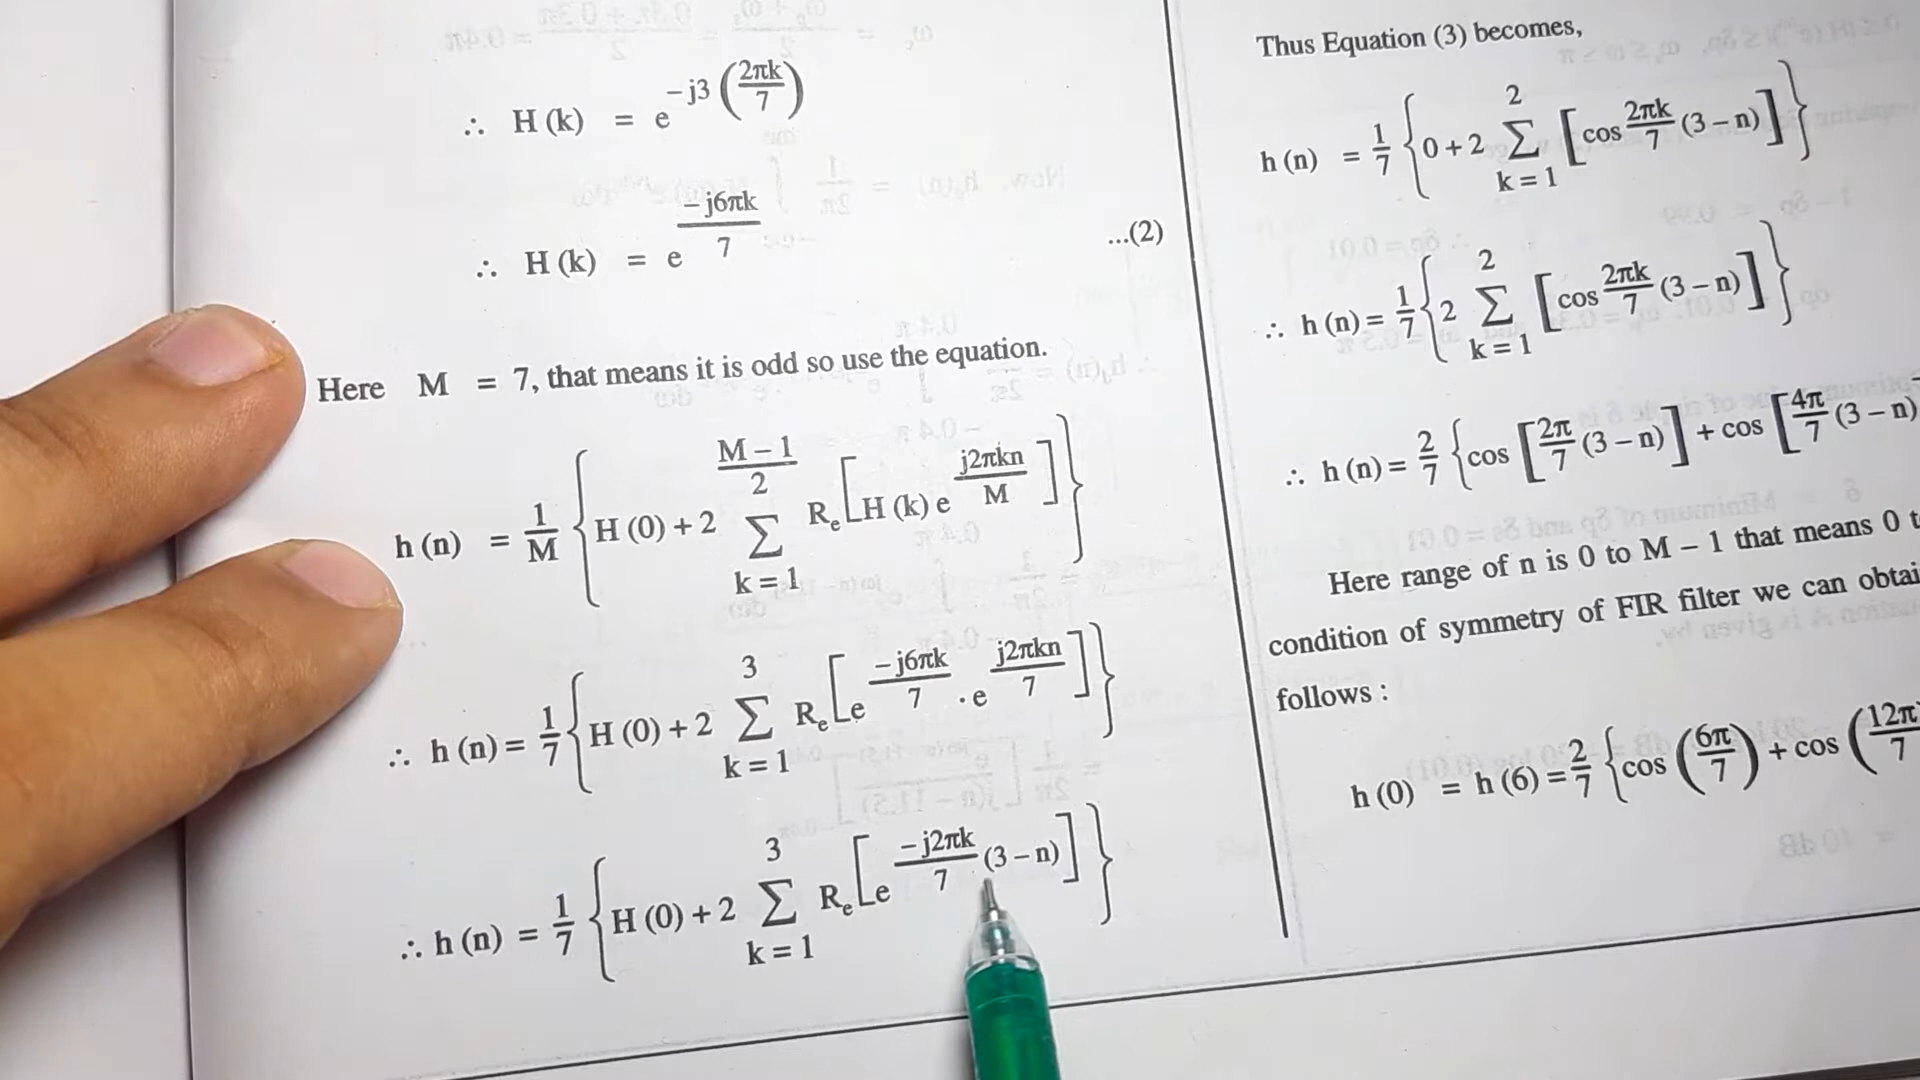 ∴ H (k) = e^{-j3 (2πk/7)}
∴ H (k) = e^{-j6πk/7} ...(2)
Here M = 7, that means it is odd so use the equation.
h (n) = 1/M { H (0) + 2 Σ_{k = 1}^{(M – 1)/2} R_e [ H (k) e^{j2πkn/M} ] }
∴ h (n) = 1/7 { H (0) + 2 Σ_{k = 1}^{3} R_e [ e^{-j6πk/7} . e^{j2πkn/7} ] }
∴ h (n) = 1/7 { H (0) + 2 Σ_{k = 1}^{3} R_e [ e^{-j2πk/7 (3 – n)} ] }
Thus Equation (3) becomes,
h (n) = 1/7 { 0 + 2 Σ_{k = 1}^{2} [ cos 2πk/7 (3 – n) ] }
∴ h (n) = 1/7 { 2 Σ_{k = 1}^{2} [ cos 2πk/7 (3 – n) ] }
∴ h (n) = 2/7 { cos [ 2π/7 (3 – n) ] + cos [ 4π/7 (3 – n)
Here range of n is 0 to M – 1 that means 0
condition of symmetry of FIR filter we can
follows :
h (0) = h (6) = 2/7 { cos ( 6π/7 ) + cos ( 12π/7